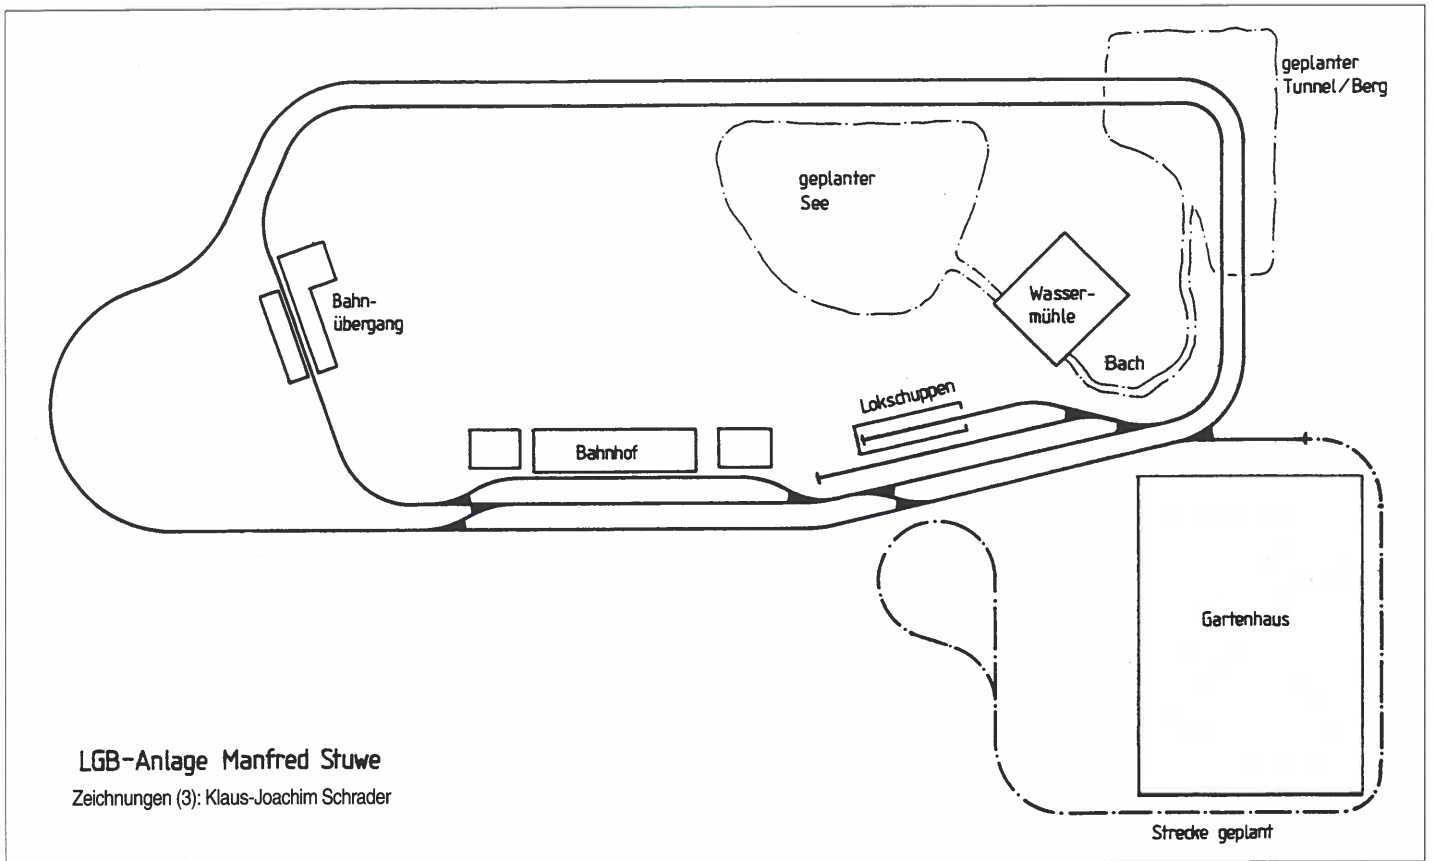 geplanter
Tunnel/Berg
geplanter
See
Wasser-
mühle
Bahn-
übergang
Bach
Lokschuppen
Bahnhof
Gartenhaus
LGB-Anlage Manfred Stuwe
Zeichnungen (3): Klaus-Joachim Schrader
Strecke geplant